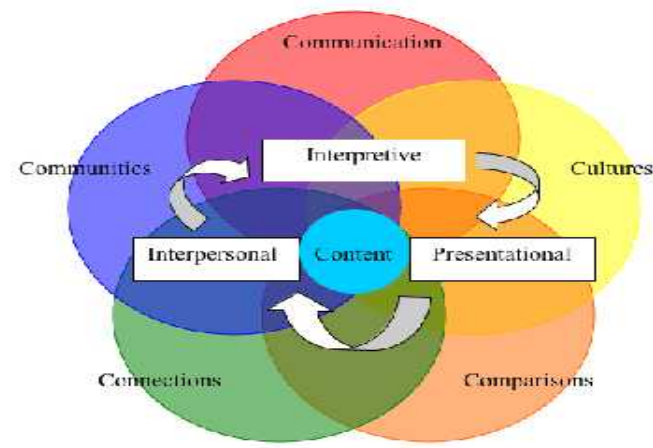 Communication
Communities
Interpretive
Cultures
Interpersonal
Content
Presentational
Connections
Comparisons